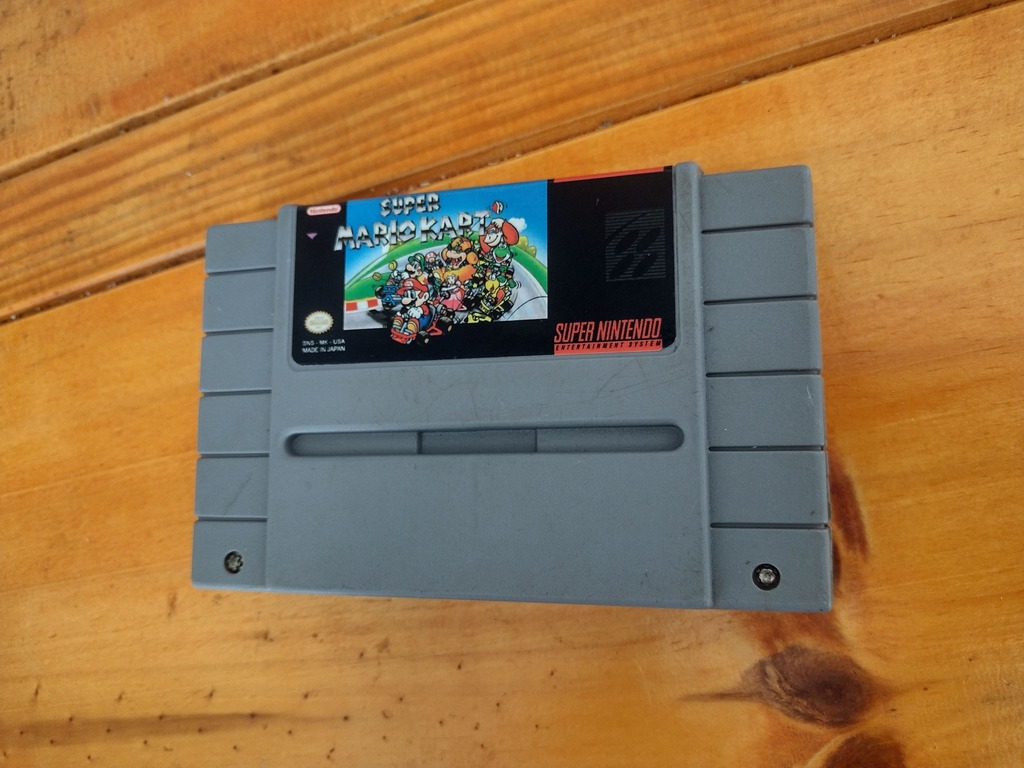 Nintendo
SUPER
MARIO KART
SNS - MK - USA
MADE IN JAPAN
SUPER NINTENDO
ENTERTAINMENT SYSTEM